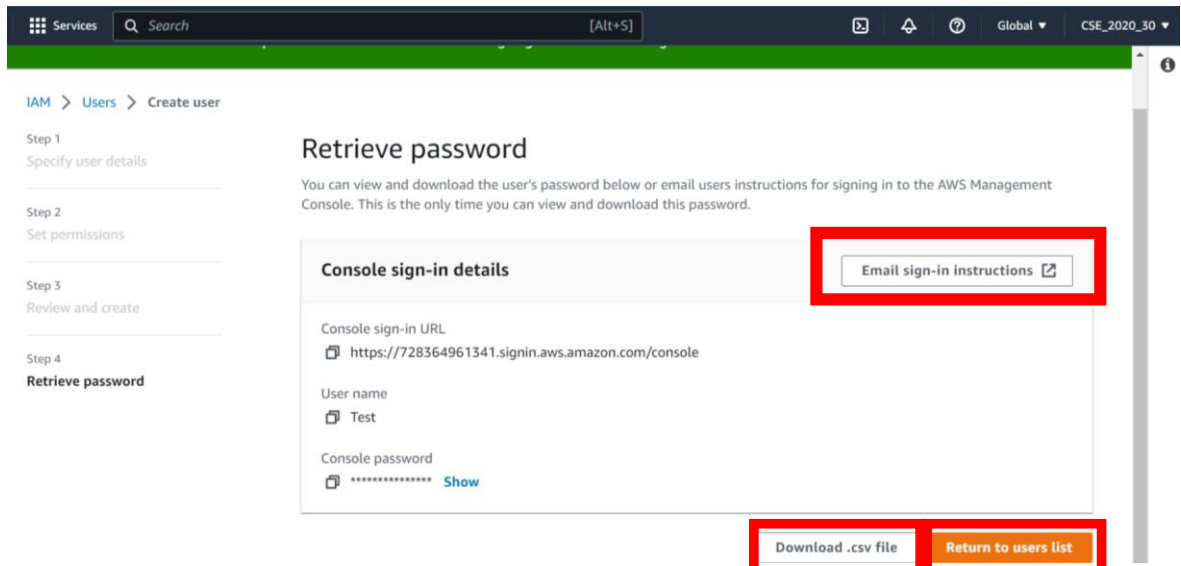 Services
Search
[Alt+S]
Global
CSE_2020_30
IAM > Users > Create user
Step 1
Specify user details
Step 2
Set permissions
Step 3
Review and create
Step 4
Retrieve password
Retrieve password
You can view and download the user's password below or email users instructions for signing in to the AWS Management
Console. This is the only time you can view and download this password.
Console sign-in details
Email sign-in instructions
Console sign-in URL
https://728364961341.signin.aws.amazon.com/console
User name
Test
Console password
*************** Show
Download .csv file
Return to users list